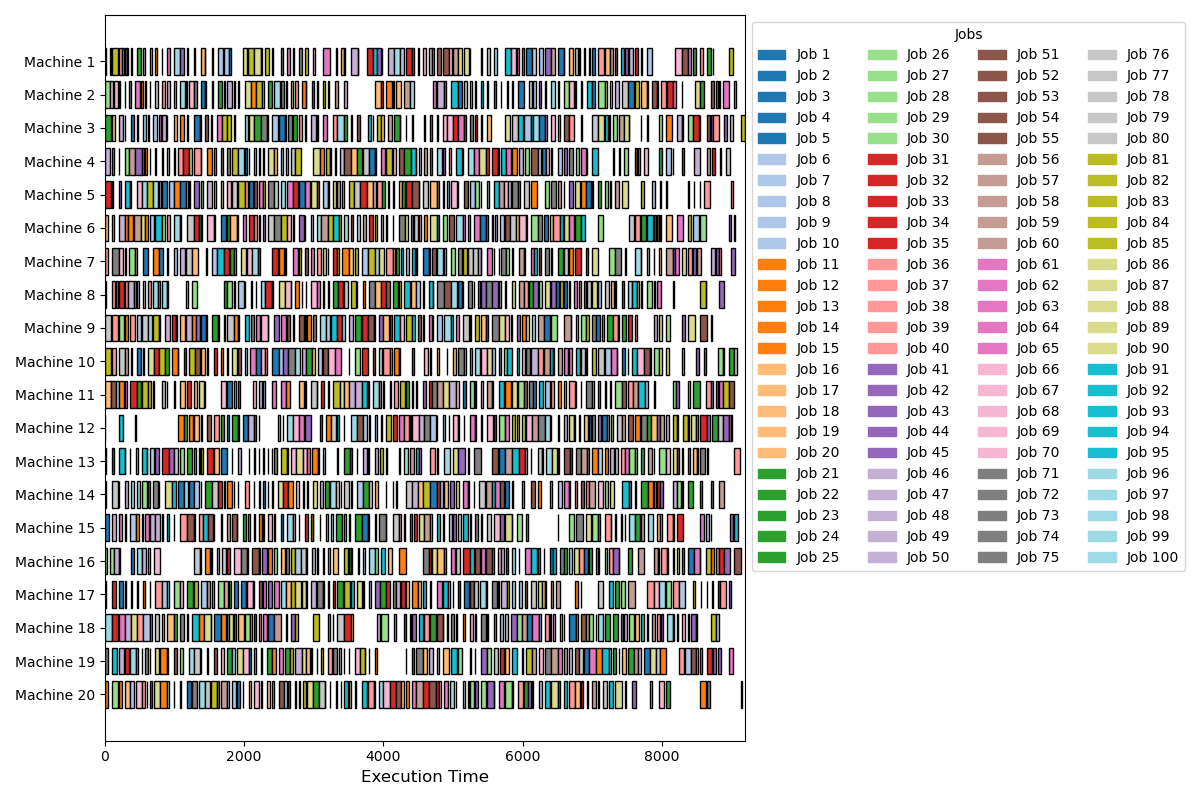 Machine 1
Machine 2
Machine 3
Machine 4
Machine 5
Machine 6
Machine 7
Machine 8
Machine 9
Machine 10
Machine 11
Machine 12
Machine 13
Machine 14
Machine 15
Machine 16
Machine 17
Machine 18
Machine 19
Machine 20
0 2000 4000 6000 8000
Execution Time
Jobs
Job 1 Job 26 Job 51 Job 76
Job 2 Job 27 Job 52 Job 77
Job 3 Job 28 Job 53 Job 78
Job 4 Job 29 Job 54 Job 79
Job 5 Job 30 Job 55 Job 80
Job 6 Job 31 Job 56 Job 81
Job 7 Job 32 Job 57 Job 82
Job 8 Job 33 Job 58 Job 83
Job 9 Job 34 Job 59 Job 84
Job 10 Job 35 Job 60 Job 85
Job 11 Job 36 Job 61 Job 86
Job 12 Job 37 Job 62 Job 87
Job 13 Job 38 Job 63 Job 88
Job 14 Job 39 Job 64 Job 89
Job 15 Job 40 Job 65 Job 90
Job 16 Job 41 Job 66 Job 91
Job 17 Job 42 Job 67 Job 92
Job 18 Job 43 Job 68 Job 93
Job 19 Job 44 Job 69 Job 94
Job 20 Job 45 Job 70 Job 95
Job 21 Job 46 Job 71 Job 96
Job 22 Job 47 Job 72 Job 97
Job 23 Job 48 Job 73 Job 98
Job 24 Job 49 Job 74 Job 99
Job 25 Job 50 Job 75 Job 100